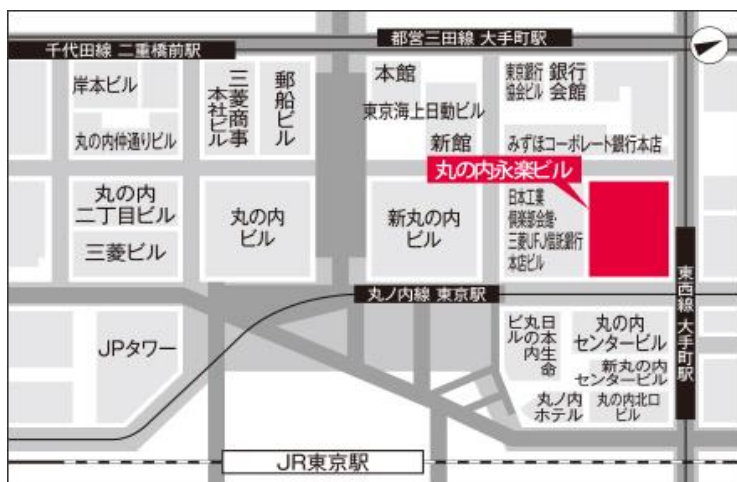 都営三田線 大手町駅
千代田線 二重橋前駅
岸本ビル
丸の内仲通りビル
三菱商事
本社ビル
郵船ビル
本館
東京海上日動ビル
新館
東京銀行
協会ビル
銀行
会館
みずほコーポレート銀行本店
丸の内永楽ビル
丸の内
二丁目ビル
三菱ビル
丸の内
ビル
新丸の内
ビル
日本工業
倶楽部会館・
三菱UFJ信託銀行
本店ビル
東西線 大手町駅
丸ノ内線 東京駅
JPタワー
日本生命
丸の内
ビル
丸の内
センタービル
新丸の内
センタービル
丸ノ内
ホテル
丸の内北口
ビル
JR東京駅